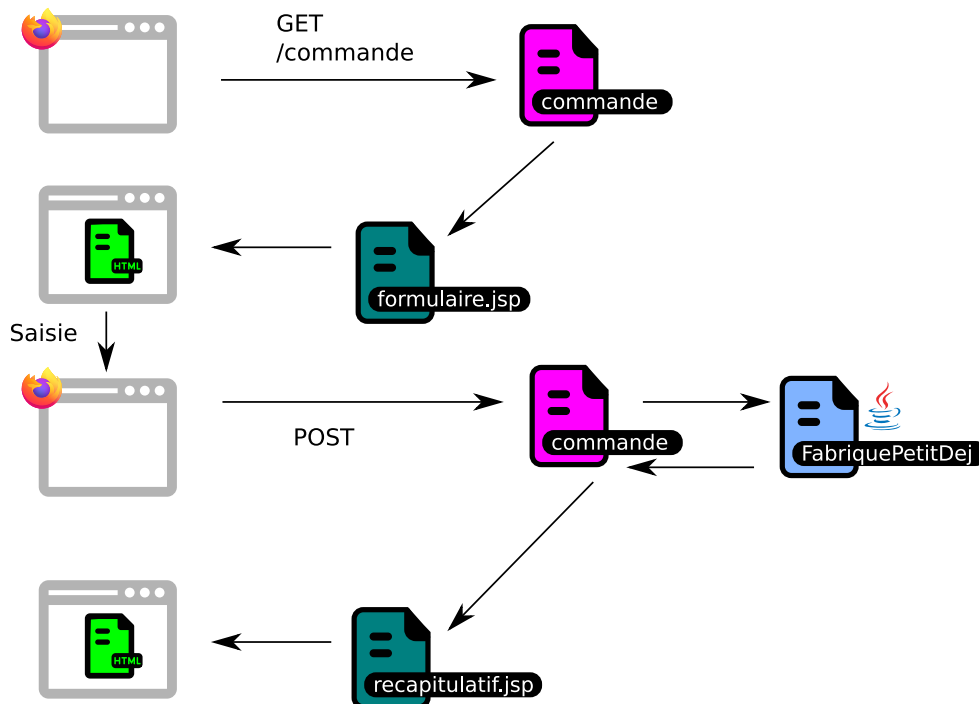 GET
/commande
commande
formulaire.jsp
HTML
Saisie
POST
commande
FabriquePetitDej
recapitulatif.jsp
HTML